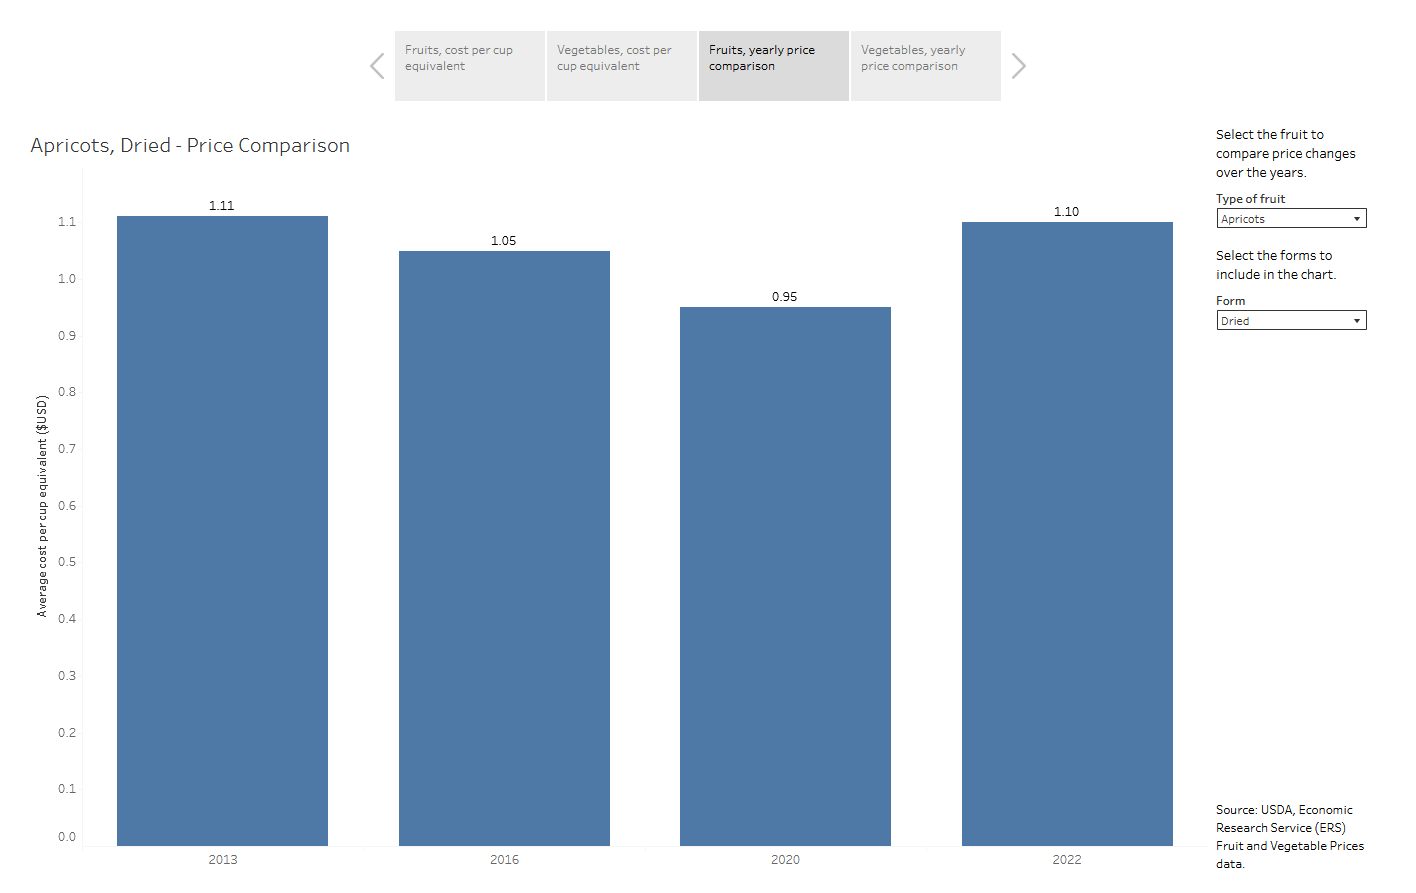 Fruits, cost per cup
equivalent
Vegetables, cost per
cup equivalent
Fruits, yearly price
comparison
Vegetables, yearly
price comparison
Apricots, Dried - Price Comparison
Select the fruit to
compare price changes
over the years.
Type of fruit
Apricots
Select the forms to
include in the chart.
Form
Dried
Average cost per cup equivalent ($USD)
1.1
1.0
0.9
0.8
0.7
0.6
0.5
0.4
0.3
0.2
0.1
0.0
1.11
1.05
0.95
1.10
2013
2016
2020
2022
Source: USDA, Economic
Research Service (ERS)
Fruit and Vegetable Prices
data.